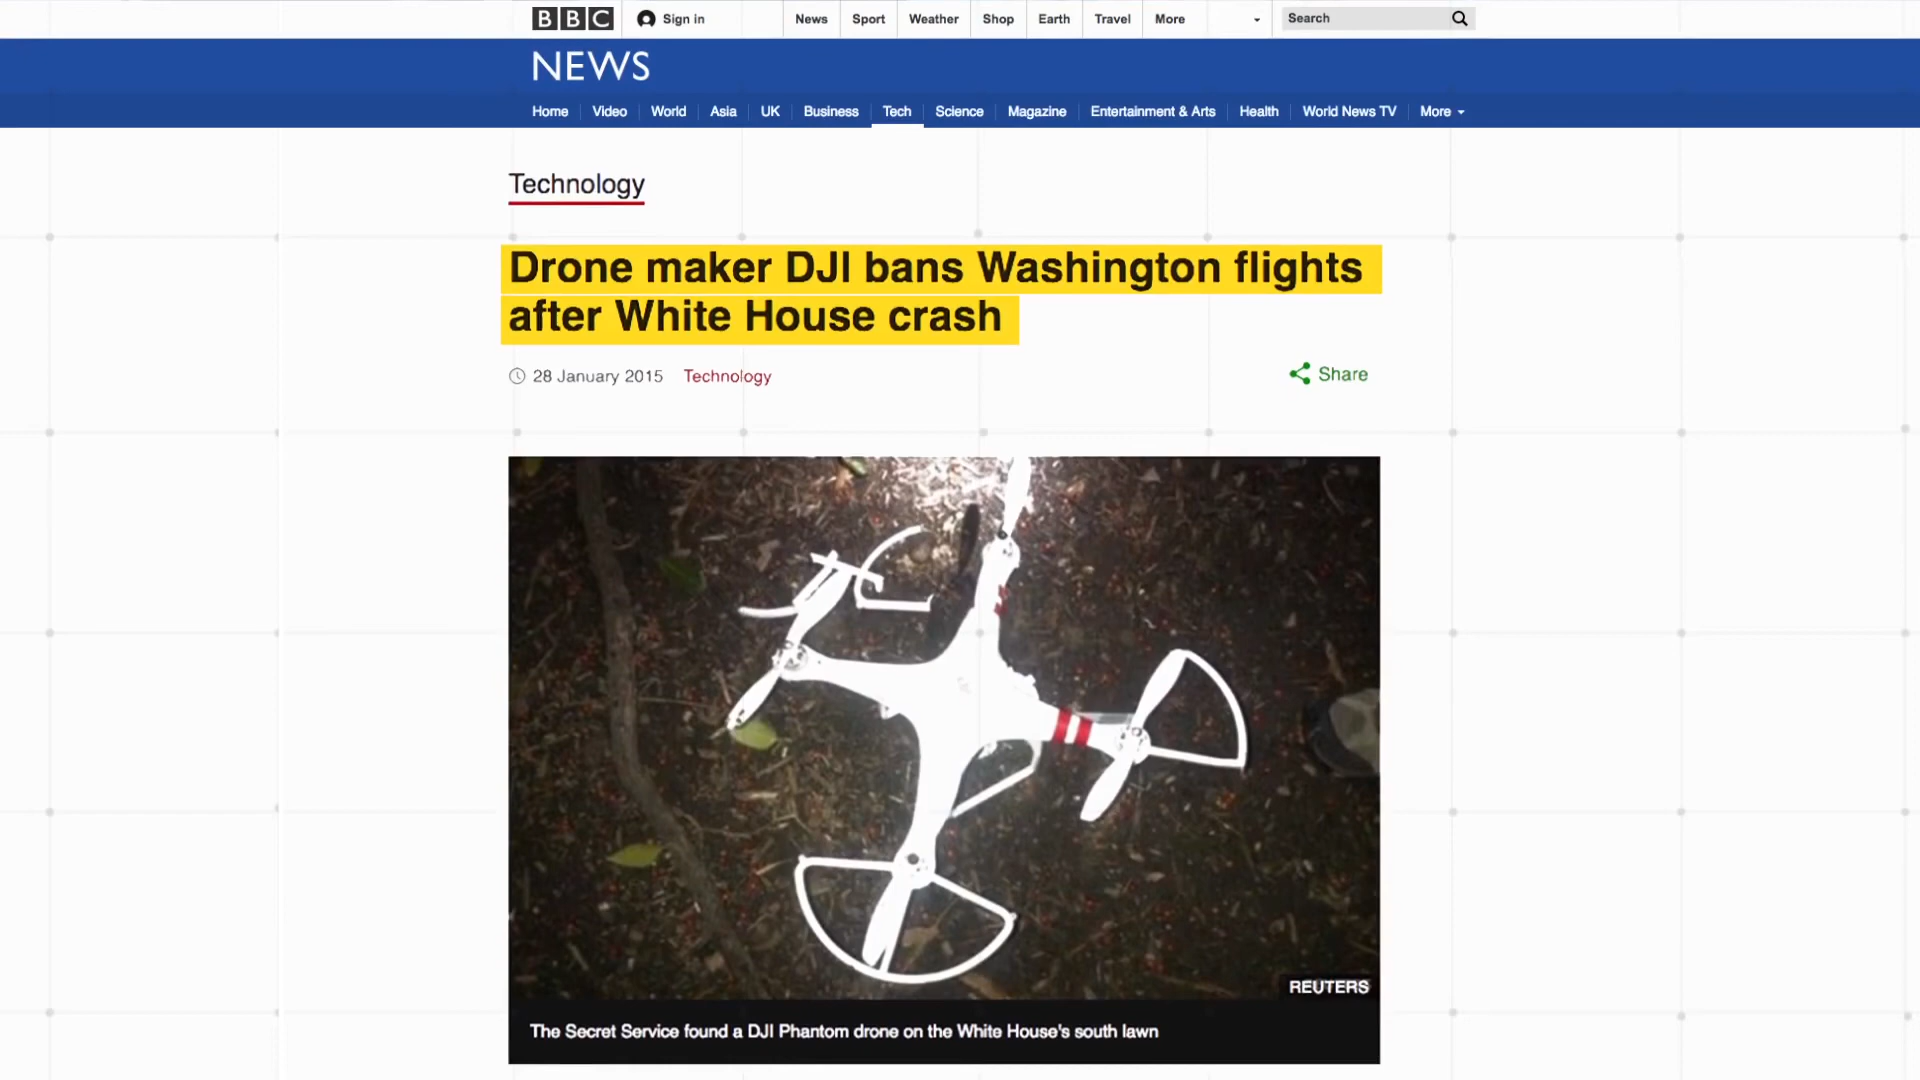 BBC
Sign in
News
Sport
Weather
Shop
Earth
Travel
More
Search
NEWS
Home
Video
World
Asia
UK
Business
Tech
Science
Magazine
Entertainment & Arts
Health
World News TV
More
Technology
Drone maker DJI bans Washington flights
after White House crash
28 January 2015
Technology
Share
REUTERS
The Secret Service found a DJI Phantom drone on the White House's south lawn